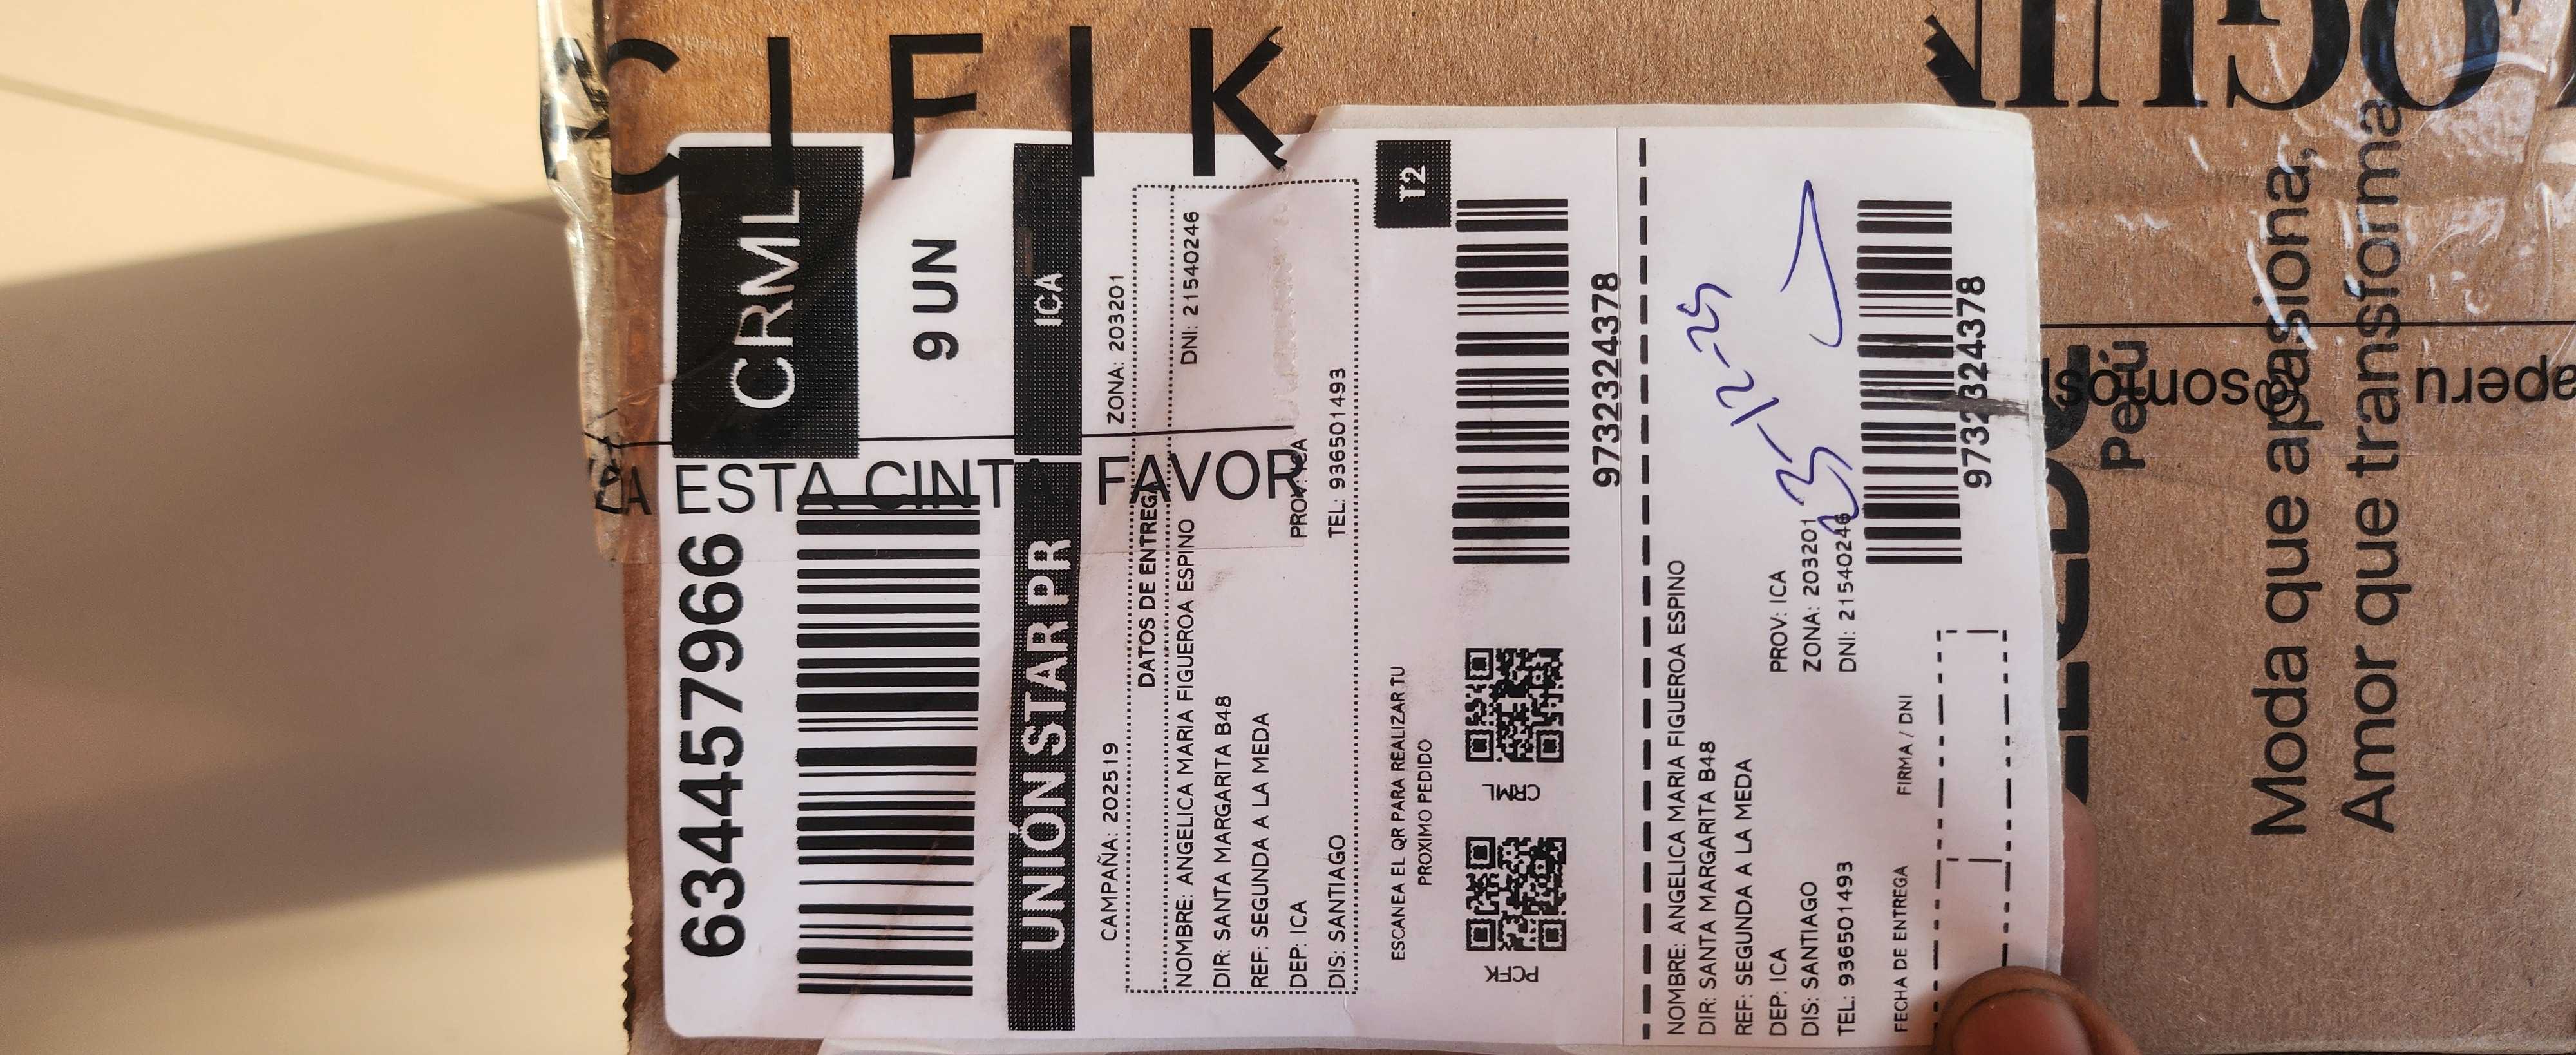 CIFIK
A ESTA CINT FAVOR
CRML
9 UN
6344579666
UNIÓN STAR PR
ICA
CAMPAÑA: 202519
ZONA: 203201
DATOS DE ENTREGA
NOMBRE: ANGELICA MARIA FIGUEROA ESPINO
DNI: 21540246
DIR: SANTA MARGARITA B48
REF: SEGUNDA A LA MEDA
DEP: ICA
PROV: ICA
DIS: SANTIAGO
TEL: 936501493
T2
ESCANEA EL QR PARA REALIZAR TU
PROXIMO PEDIDO
PCFK
CRML
9732324378
NOMBRE: ANGELICA MARIA FIGUEROA ESPINO
DIR: SANTA MARGARITA B48
REF: SEGUNDA A LA MEDA
DEP: ICA
PROV: ICA
DIS: SANTIAGO
ZONA: 203201
TEL: 936501493
DNI: 21540246
FECHA DE ENTREGA
FIRMA / DNI
9732324378
Perú
Moda que apasiona,
Amor que transforma